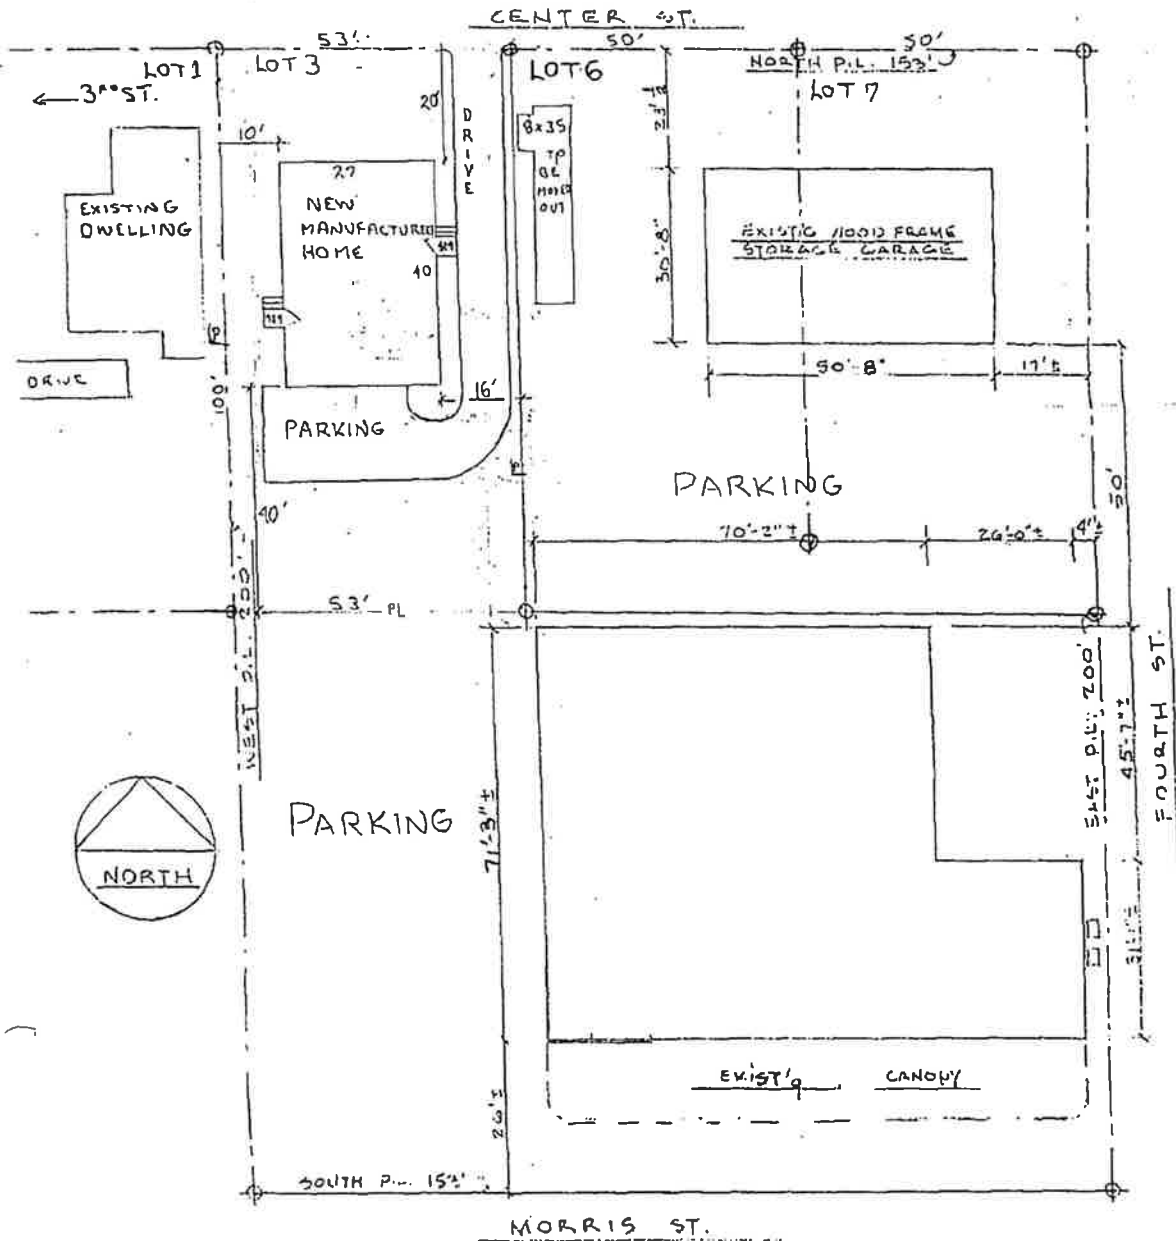 CENTER ST.
53'
50'
50'
LOT 1
LOT 3
LOT 6
NORTH P.L. 153'
LOT 7
3RD ST.
20'
DRIVE
8x35
TO
BE
MOVED
OUT
10'
27
EXISTING
DWELLING
NEW
MANUFACTURED
HOME
40
EXIST'G WOOD FRAME
STORAGE GARAGE
30'-8"
P
DRIVE
100'
16'
50'-8"
17'±
PARKING
P
PARKING
50'
40'
70'-2"±
26'-0"±
4'±
53' PL
WEST P.L. 200'
EAST P.L. 200'
45'-7"±
FOURTH ST.
71'-3"±
PARKING
NORTH
EXIST'G CANOPY
26'±
SOUTH P.L.
MORRIS ST.